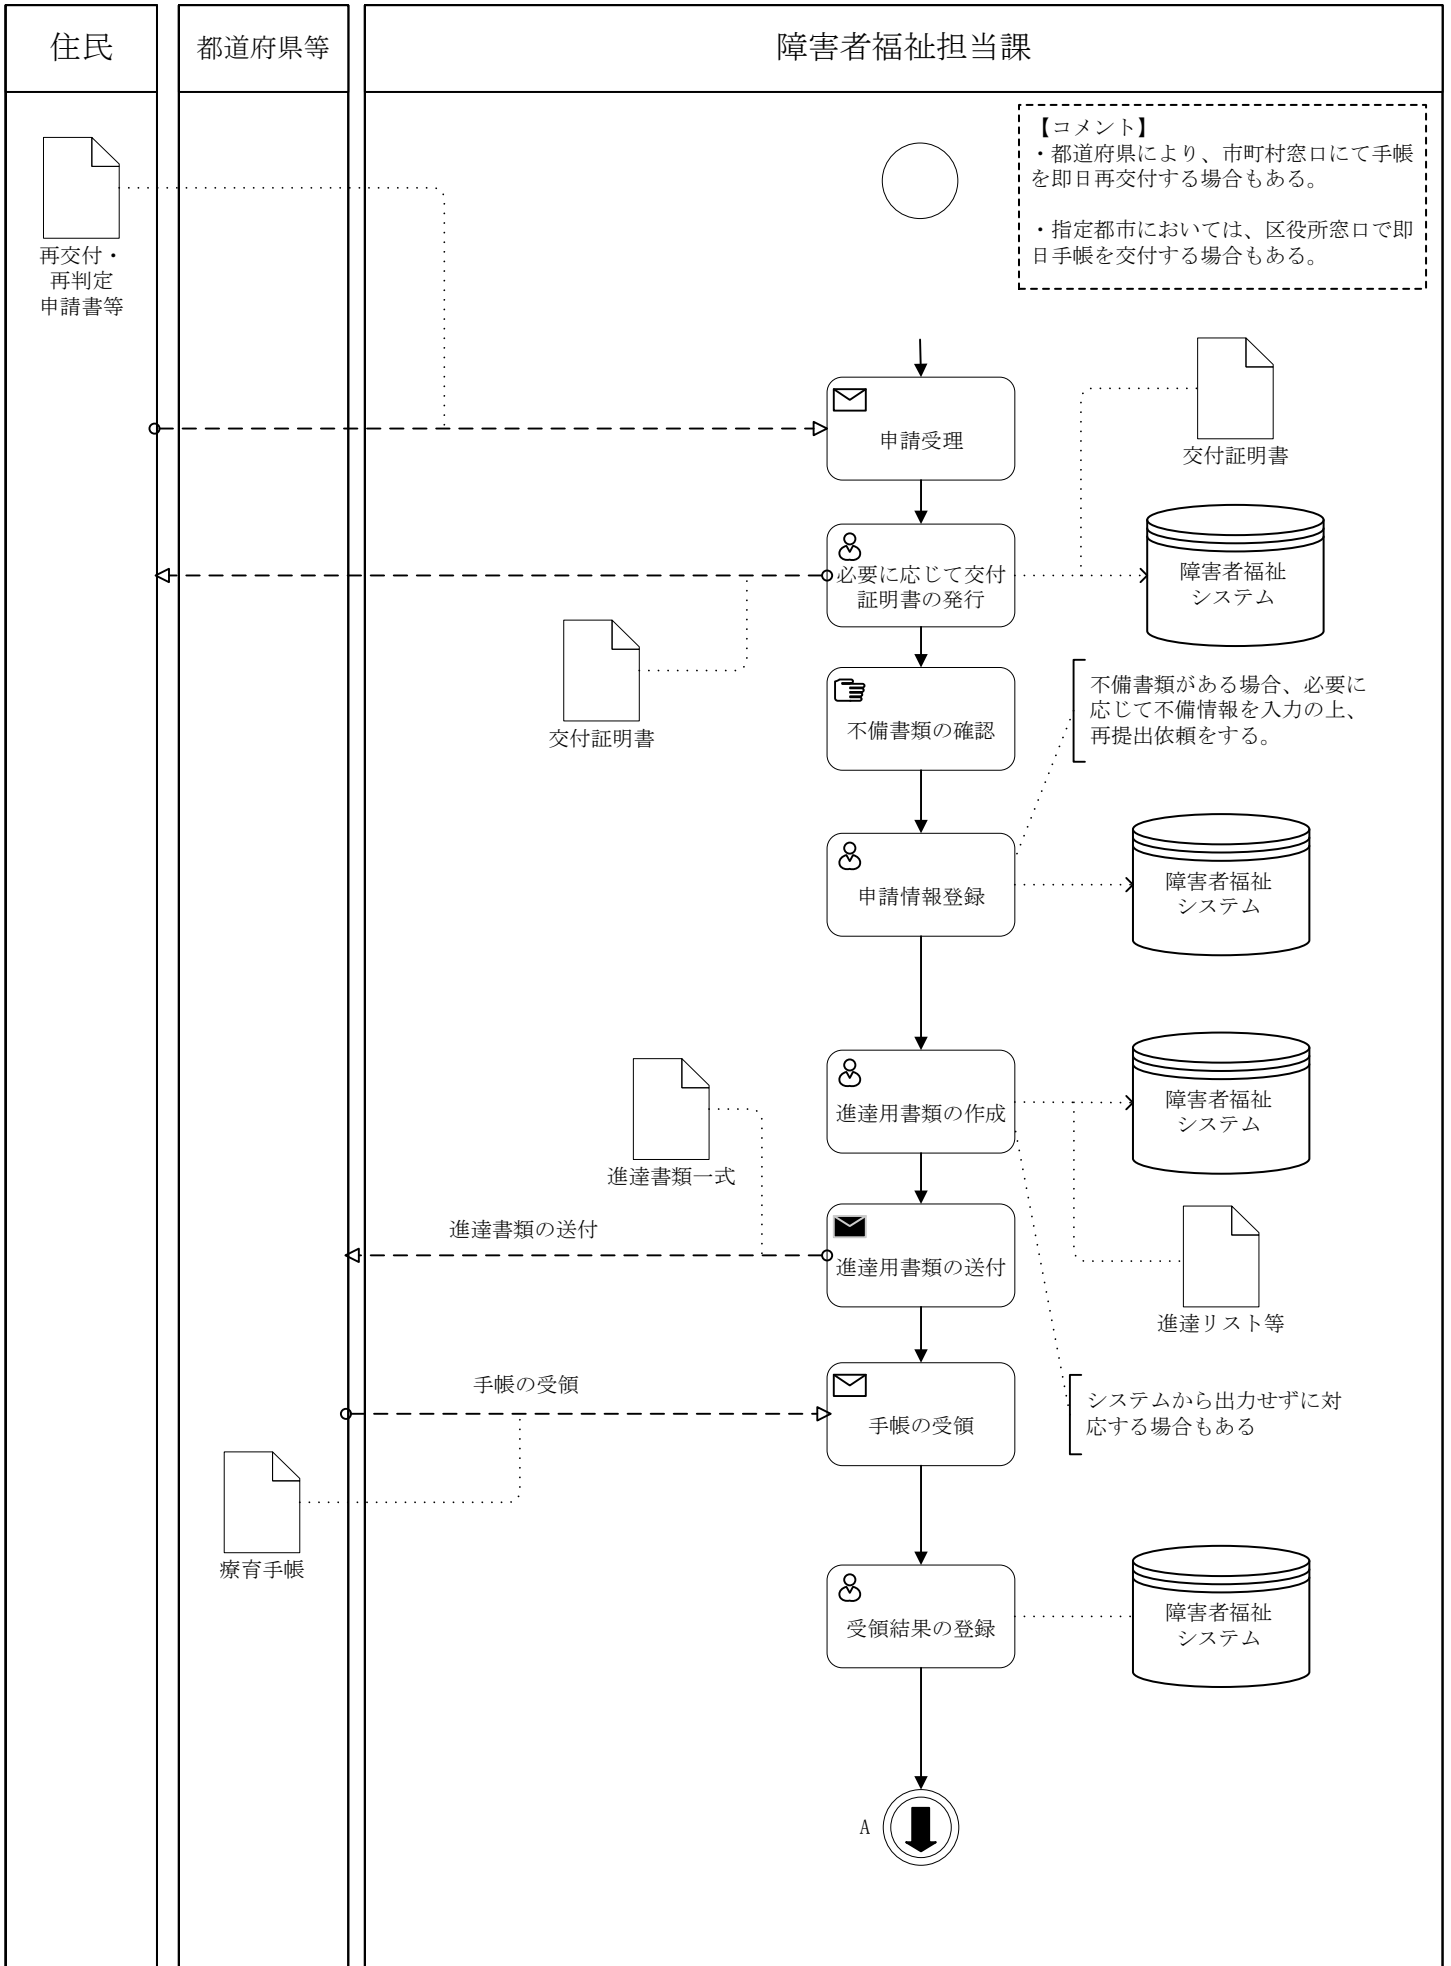 住民
都道府県等
障害者福祉担当課
【コメント】
・都道府県により、市町村窓口にて手帳
を即日再交付する場合もある。
・指定都市においては、区役所窓口で即
日手帳を交付する場合もある。
再交付・
再判定
申請書等
申請受理
交付証明書
必要に応じて交付
証明書の発行
障害者福祉
システム
交付証明書
不備書類の確認
不備書類がある場合、必要に
応じて不備情報を入力の上、
再提出依頼をする。
申請情報登録
障害者福祉
システム
進達用書類の作成
障害者福祉
システム
進達書類一式
進達書類の送付
進達用書類の送付
進達リスト等
手帳の受領
手帳の受領
システムから出力せずに対
応する場合もある
療育手帳
受領結果の登録
障害者福祉
システム
A